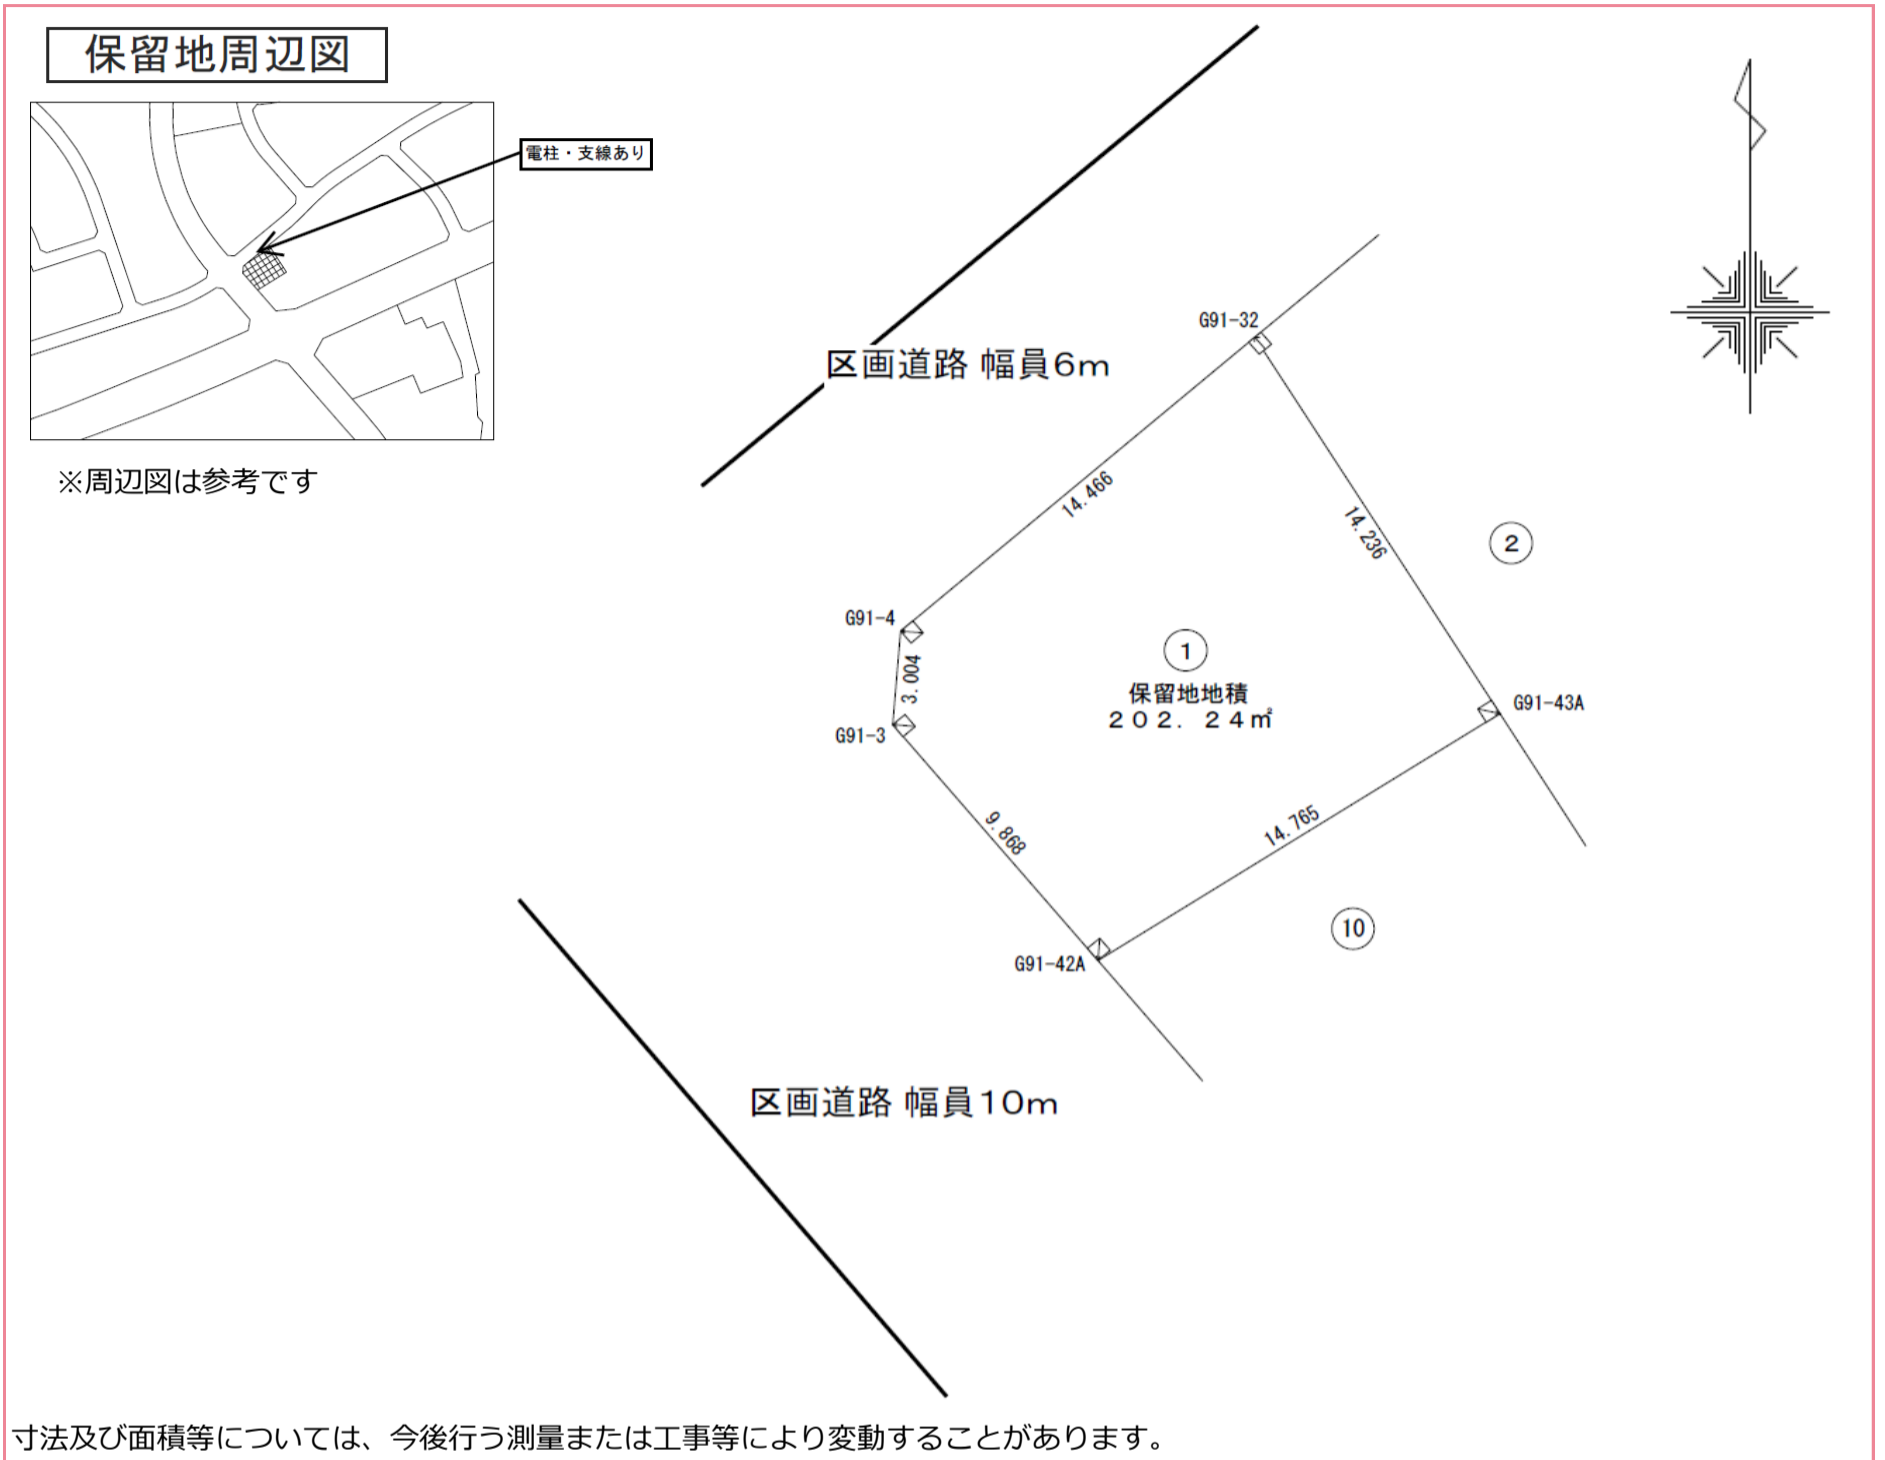 保留地周辺図
電柱・支線あり
※周辺図は参考です
区画道路 幅員6m
G91-32
14.466
14.236
2
G91-4
3.004
1
保留地地積
202.24㎡
G91-43A
G91-3
9.868
14.765
10
G91-42A
区画道路 幅員10m
寸法及び面積等については、今後行う測量または工事等により変動することがあります。